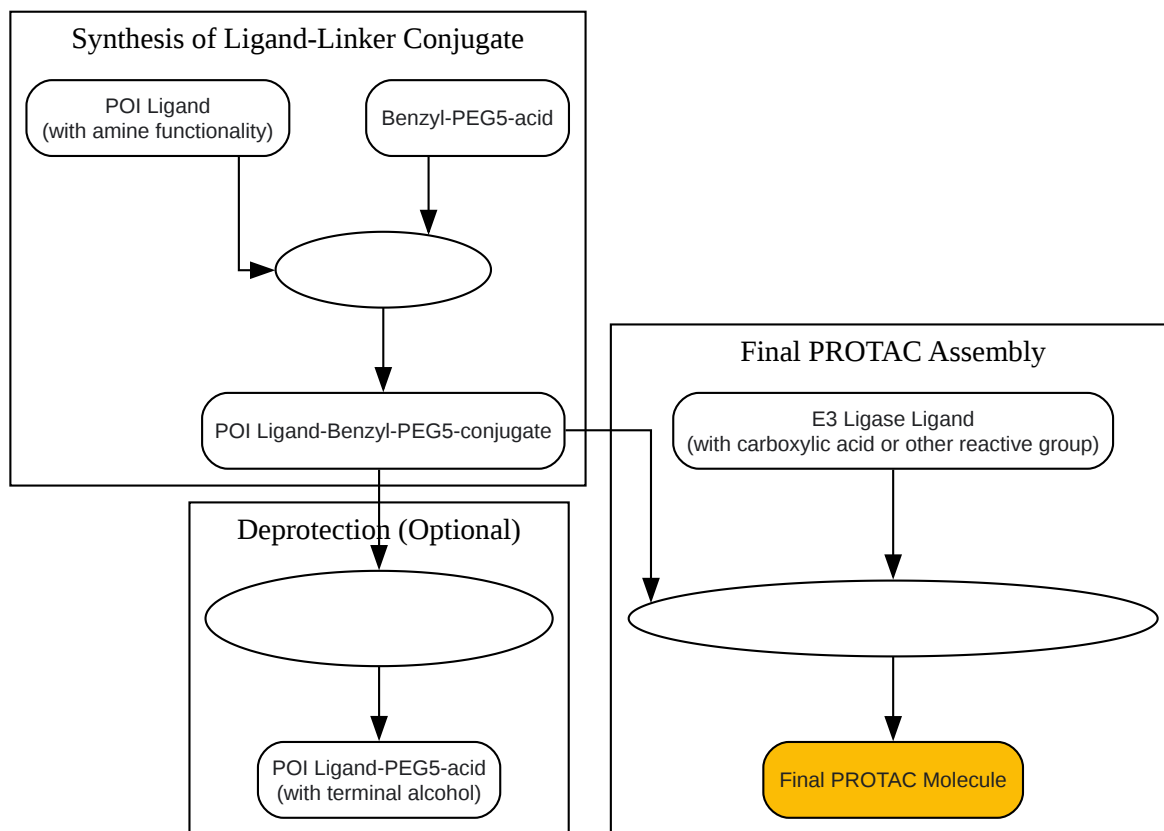 Synthesis of Ligand-Linker Conjugate
POI Ligand
(with amine functionality)
Benzyl-PEG5-acid
POI Ligand-Benzyl-PEG5-conjugate
Final PROTAC Assembly
E3 Ligase Ligand
(with carboxylic acid or other reactive group)
Deprotection (Optional)
POI Ligand-PEG5-acid
(with terminal alcohol)
Final PROTAC Molecule